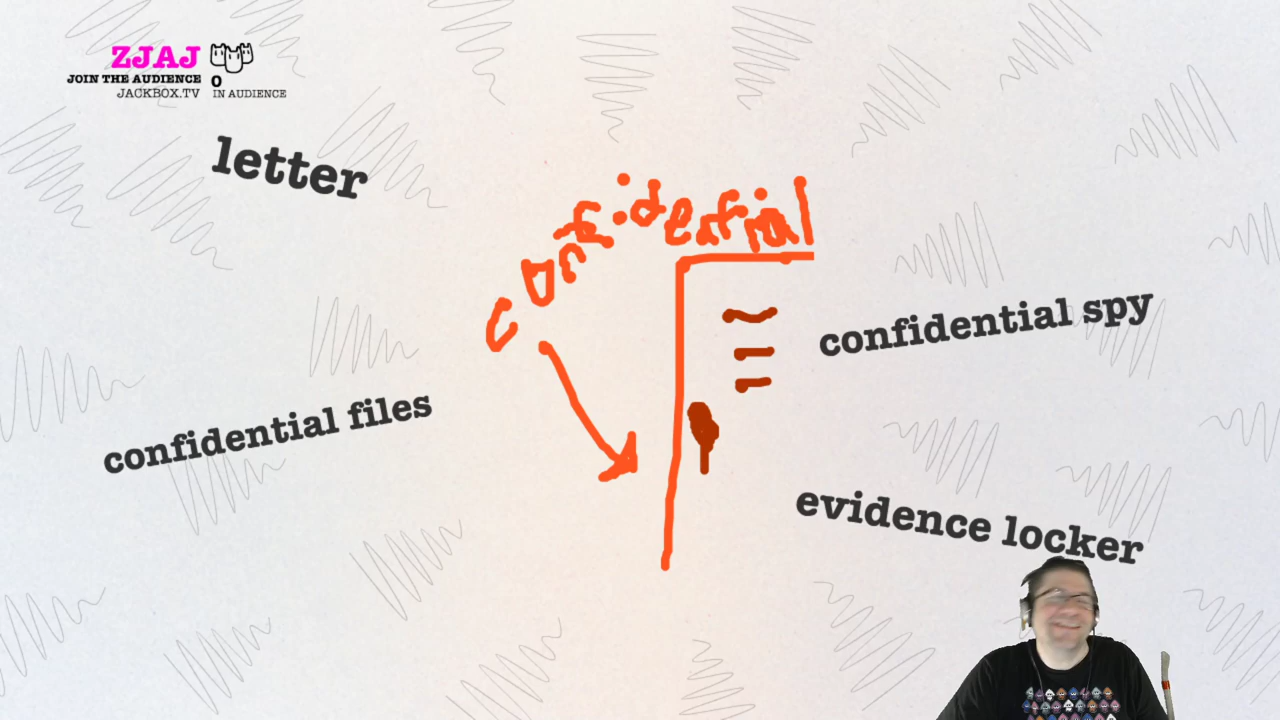 ZJAJ
JOIN THE AUDIENCE
JACKBOX.TV
0
IN AUDIENCE
letter
confidential
confidential spy
confidential files
evidence locker